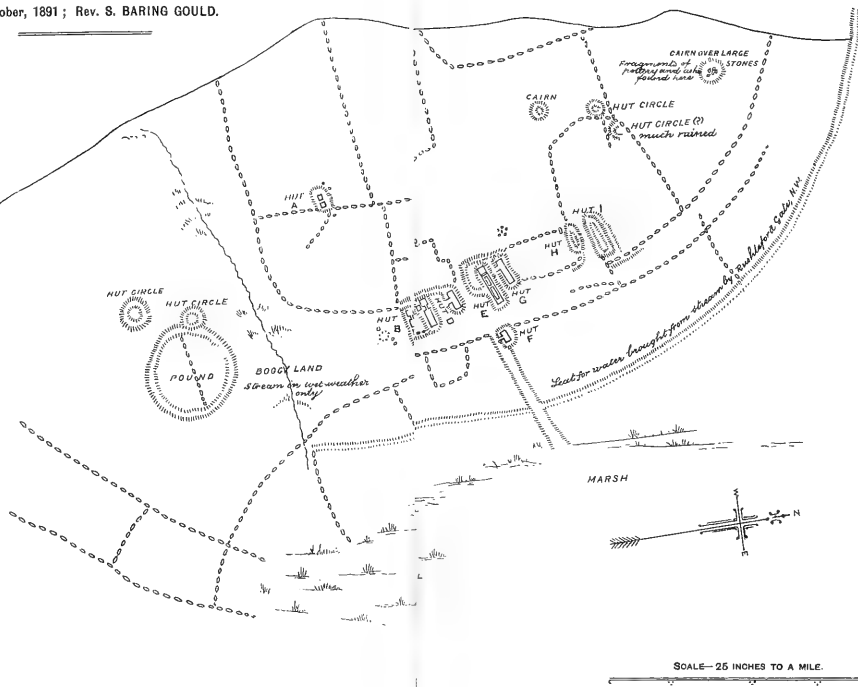 ober, 1891 ; Rev. S. BARING GOULD.
CAIRN OVER LARGE
STONES
Fragments of
pottery and ashes
found here
CAIRN
HUT CIRCLE
HUT CIRCLE (?)
much ruined
HUT
A
HUT I
HUT
H
HUT CIRCLE
HUT CIRCLE
POUND
HUT
B
HUT
HUT
E
HUT
G
HUT
F
BOGGY LAND
Stream in wet weather
only
Leat for water brought from stream by Rushleford Gate, N.W.
MARSH
W
N
E
SCALE—25 INCHES TO A MILE.